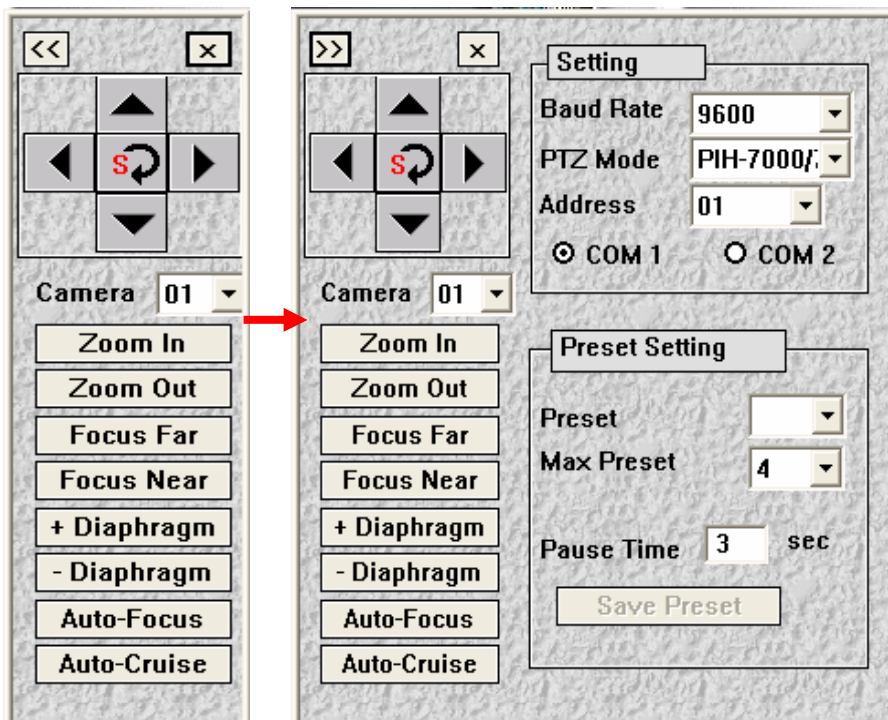 << x
S
Camera 01
Zoom In
Zoom Out
Focus Far
Focus Near
+ Diaphragm
- Diaphragm
Auto-Focus
Auto-Cruise
>> x
S
Camera 01
Zoom In
Zoom Out
Focus Far
Focus Near
+ Diaphragm
- Diaphragm
Auto-Focus
Auto-Cruise
Setting
Baud Rate 9600
PTZ Mode PIH-7000/
Address 01
COM 1 COM 2
Preset Setting
Preset
Max Preset 4
Pause Time 3 sec
Save Preset